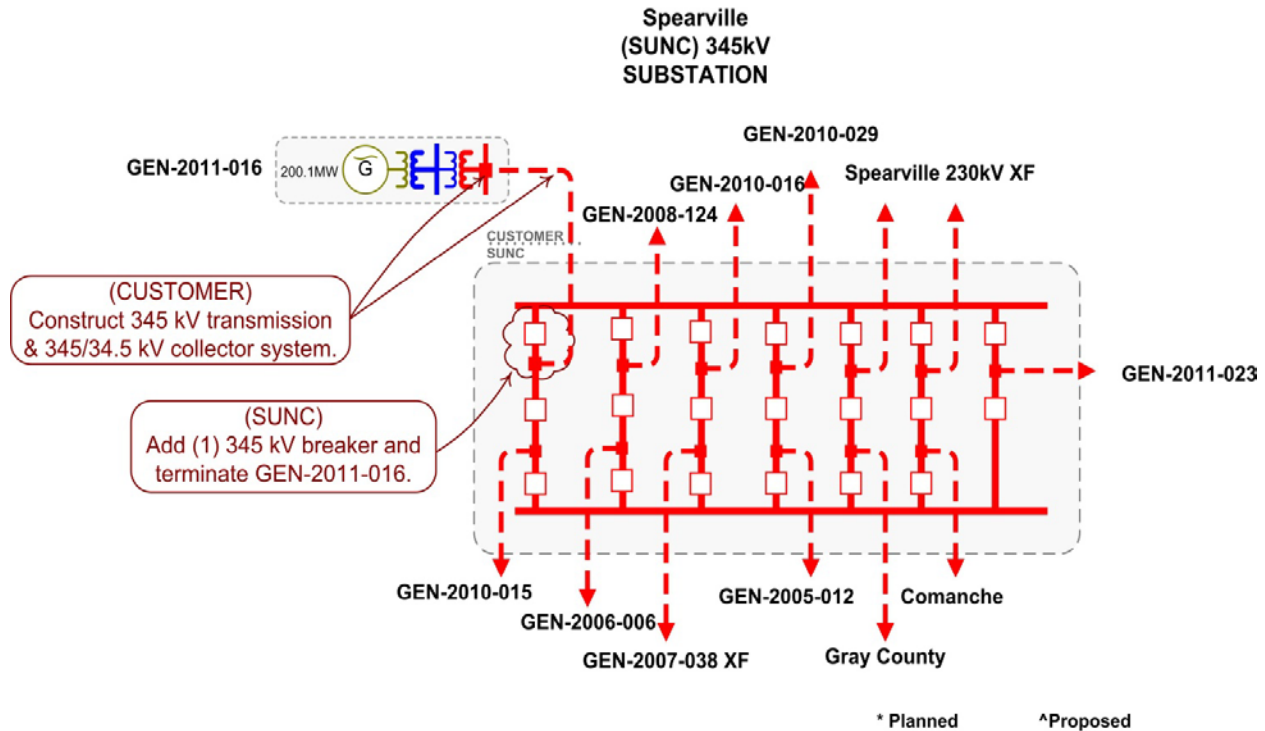 Spearville
(SUNC) 345kV
SUBSTATION
GEN-2010-029
GEN-2011-016
200.1MW
G
GEN-2010-016
Spearville 230kV XF
GEN-2008-124
CUSTOMER
SUNC
(CUSTOMER)
Construct 345 kV transmission
& 345/34.5 kV collector system.
GEN-2011-023
(SUNC)
Add (1) 345 kV breaker and
terminate GEN-2011-016.
GEN-2010-015
GEN-2005-012
Comanche
GEN-2006-006
GEN-2007-038 XF
Gray County
* Planned
^Proposed